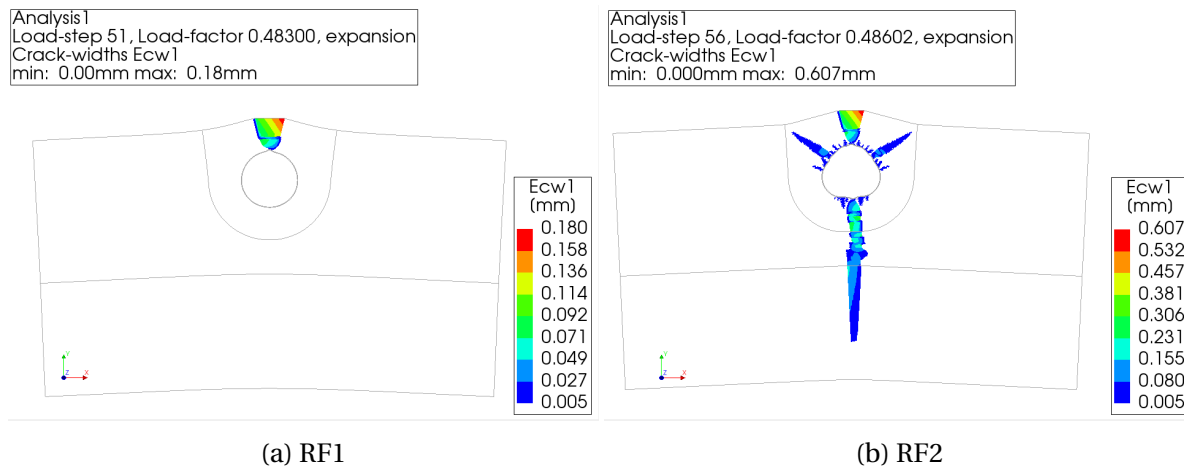 Analysis1
Load-step 51, Load-factor 0.48300, expansion
Crack-widths Ecw1
min: 0.00mm max: 0.18mm
Ecw1
(mm)
0.180
0.158
0.136
0.114
0.092
0.071
0.049
0.027
0.005
Y
Z X
(a) RF1
Analysis1
Load-step 56, Load-factor 0.48602, expansion
Crack-widths Ecw1
min: 0.000mm max: 0.607mm
Ecw1
(mm)
0.607
0.532
0.457
0.381
0.306
0.231
0.155
0.080
0.005
Y
Z X
(b) RF2